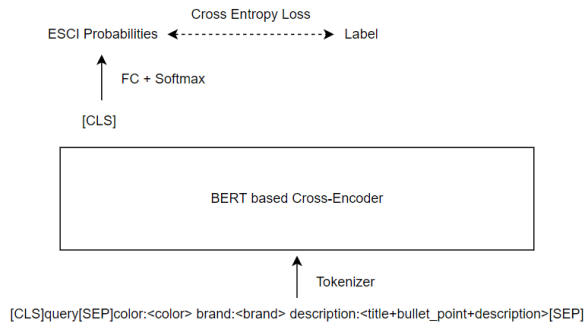 Cross Entropy Loss
ESCI Probabilities
Label
FC + Softmax
[CLS]
BERT based Cross-Encoder
Tokenizer
[CLS]query[SEP]color:<color> brand:<brand> description:<title+bullet_point+description>[SEP]